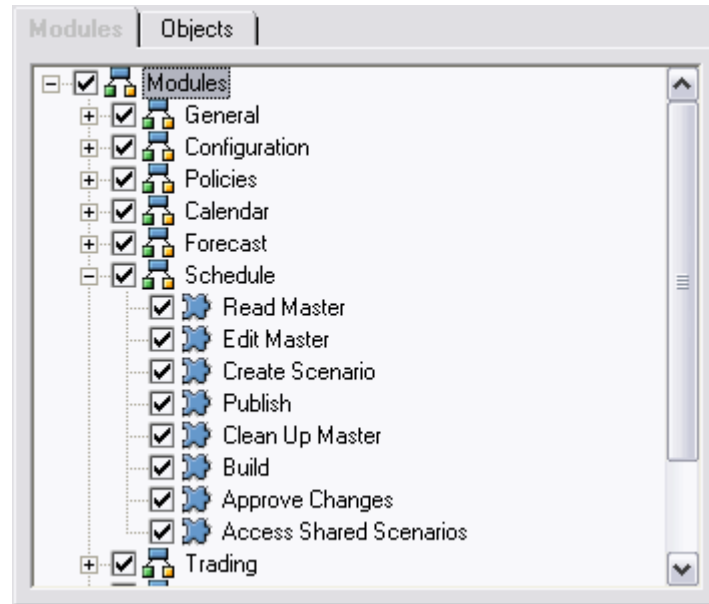 Modules Objects
Modules
General
Configuration
Policies
Calendar
Forecast
Schedule
Read Master
Edit Master
Create Scenario
Publish
Clean Up Master
Build
Approve Changes
Access Shared Scenarios
Trading